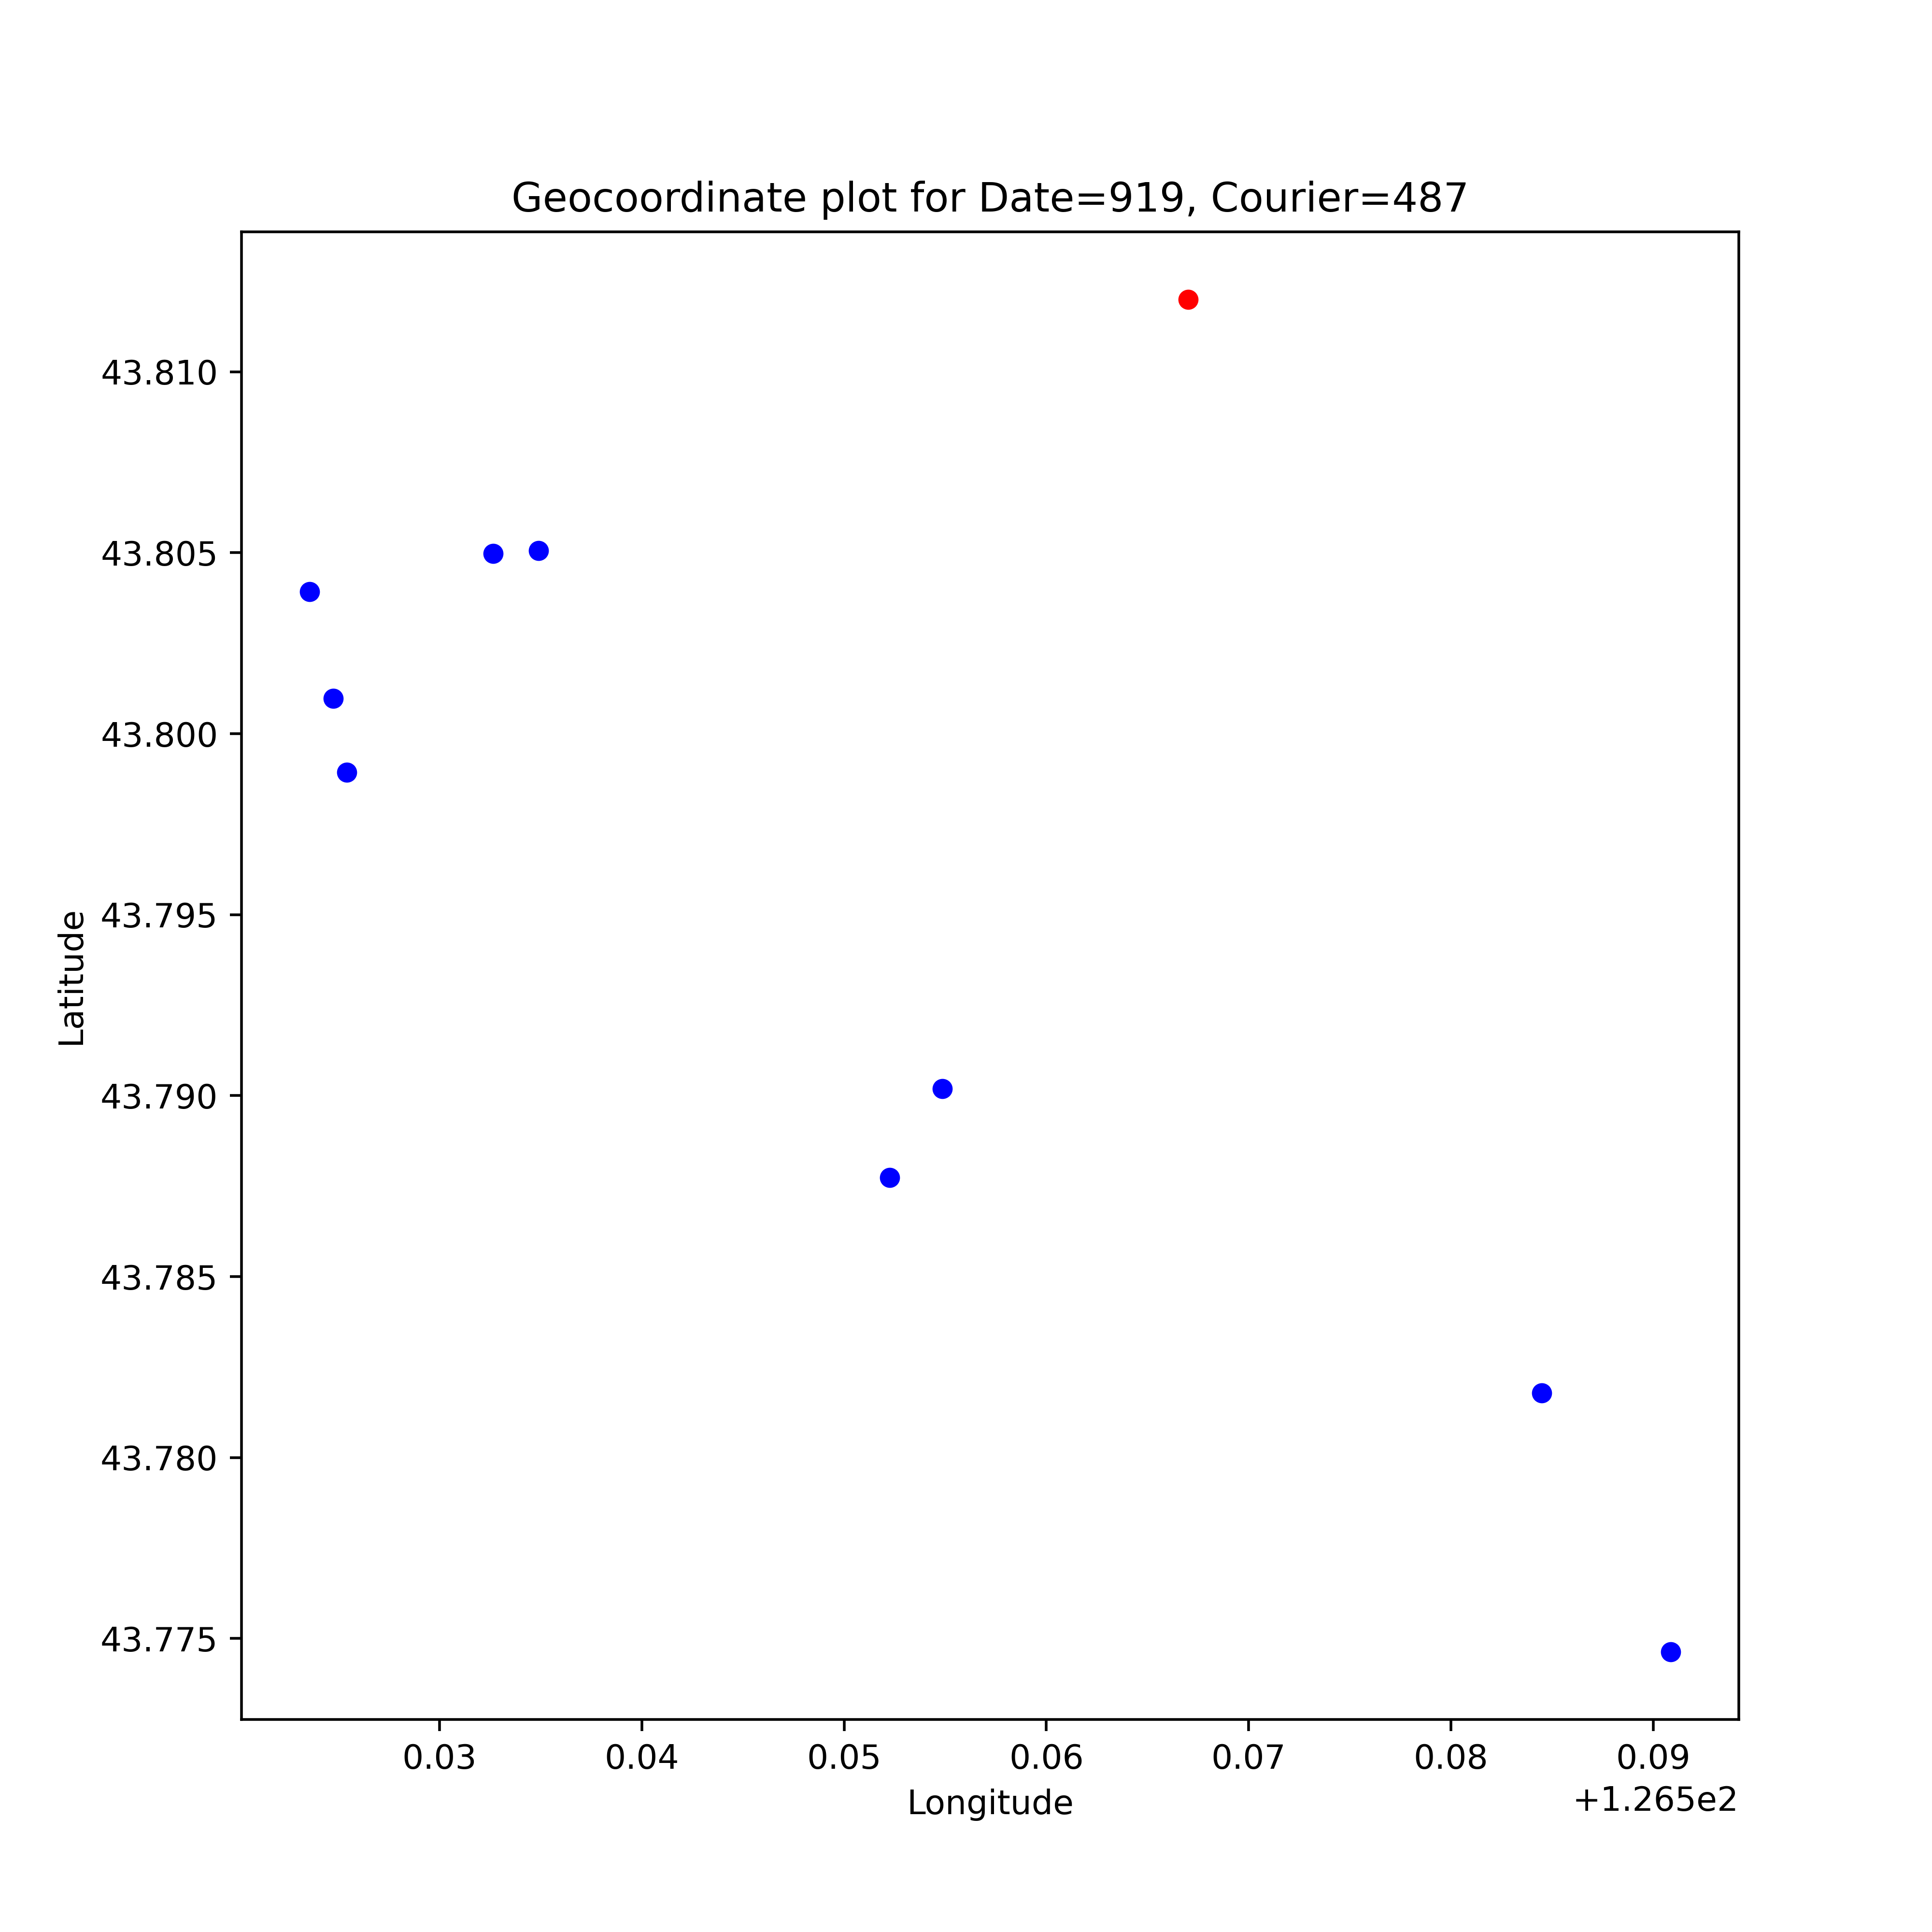 Geocoordinate plot for Date=919, Courier=487
43.810
43.805
43.800
43.795
43.790
43.785
43.780
43.775
Latitude
0.03 0.04 0.05 0.06 0.07 0.08 0.09
+1.265e2
Longitude